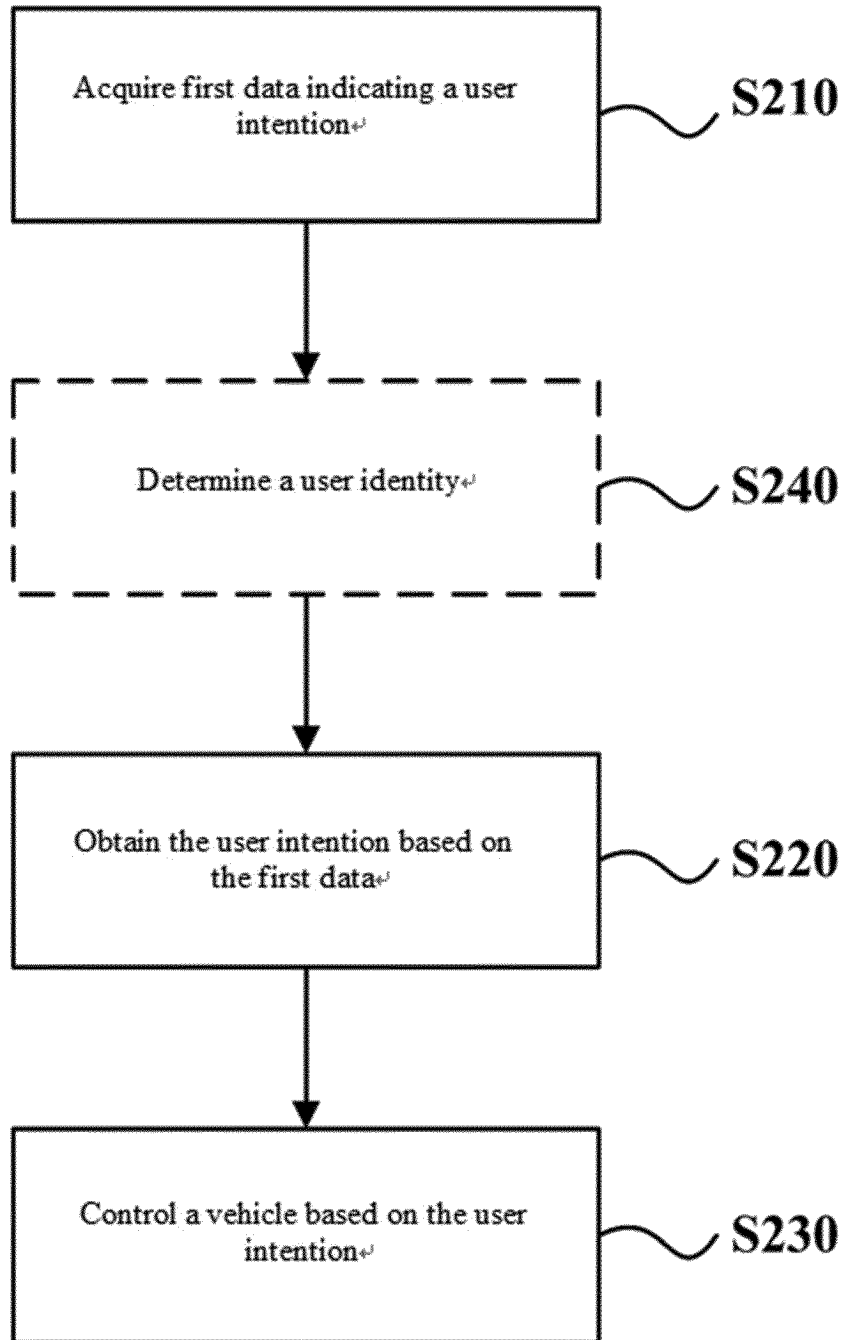 Acquire first data indicating a user
intention↵
S210
Determine a user identity↵
S240
Obtain the user intention based on
the first data↵
S220
Control a vehicle based on the user
intention↵
S230